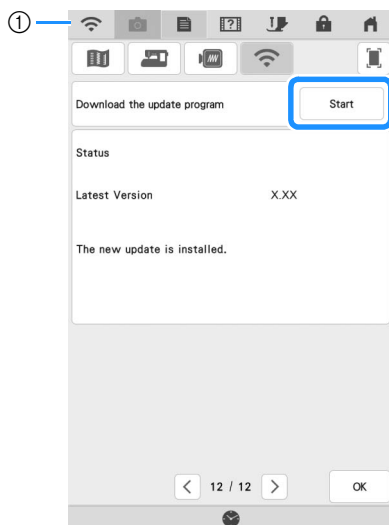 ①
Download the update program
Start
Status
Latest Version X.XX
The new update is installed.
12 / 12
OK